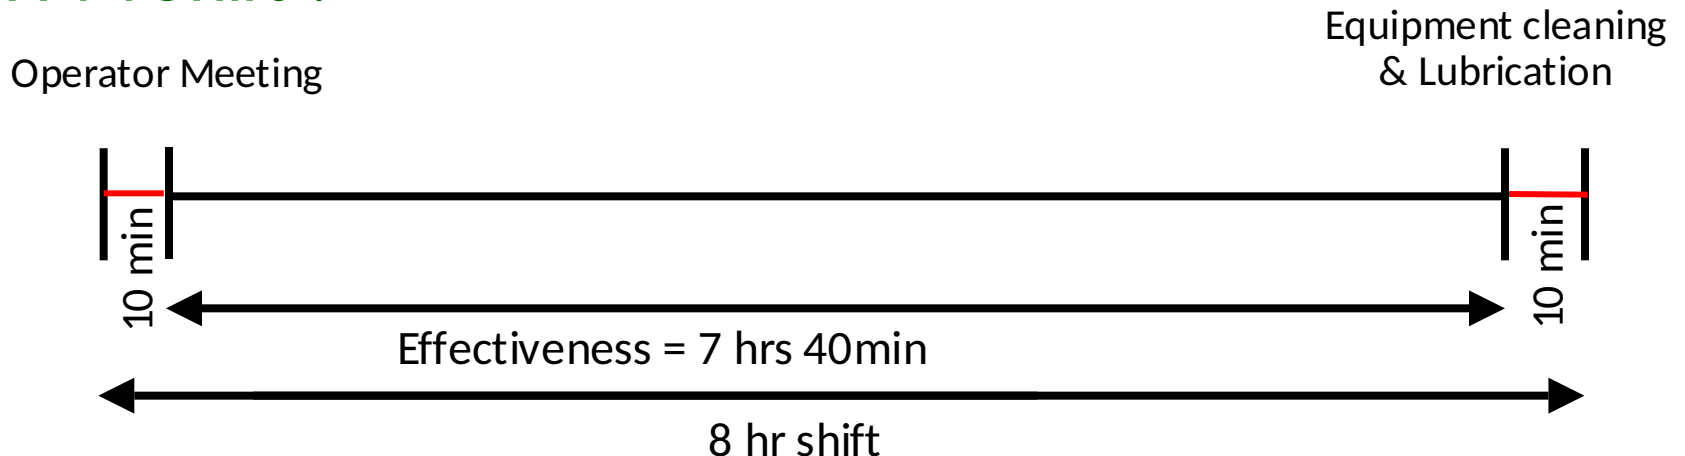 Equipment cleaning
& Lubrication
Operator Meeting
10 min
10 min
Effectiveness = 7 hrs 40min
8 hr shift